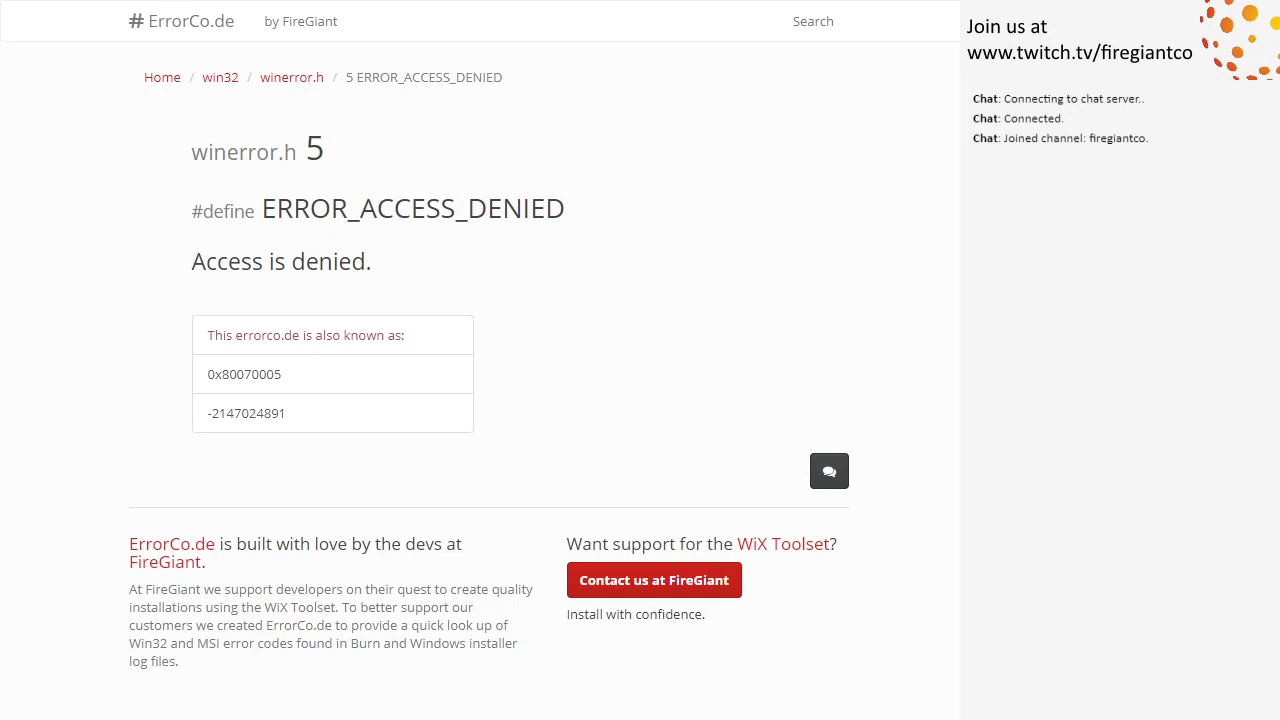 # ErrorCo.de by FireGiant Search
Home / win32 / winerror.h / 5 ERROR_ACCESS_DENIED
winerror.h 5
#define ERROR_ACCESS_DENIED
Access is denied.
This errorco.de is also known as:
0x80070005
-2147024891
ErrorCo.de is built with love by the devs at
FireGiant.
At FireGiant we support developers on their quest to create quality
installations using the WiX Toolset. To better support our
customers we created ErrorCo.de to provide a quick look up of
Win32 and MSI error codes found in Burn and Windows installer
log files.
Want support for the WiX Toolset?
Contact us at FireGiant
Install with confidence.
Join us at
www.twitch.tv/firegiantco
Chat: Connecting to chat server..
Chat: Connected.
Chat: Joined channel: firegiantco.